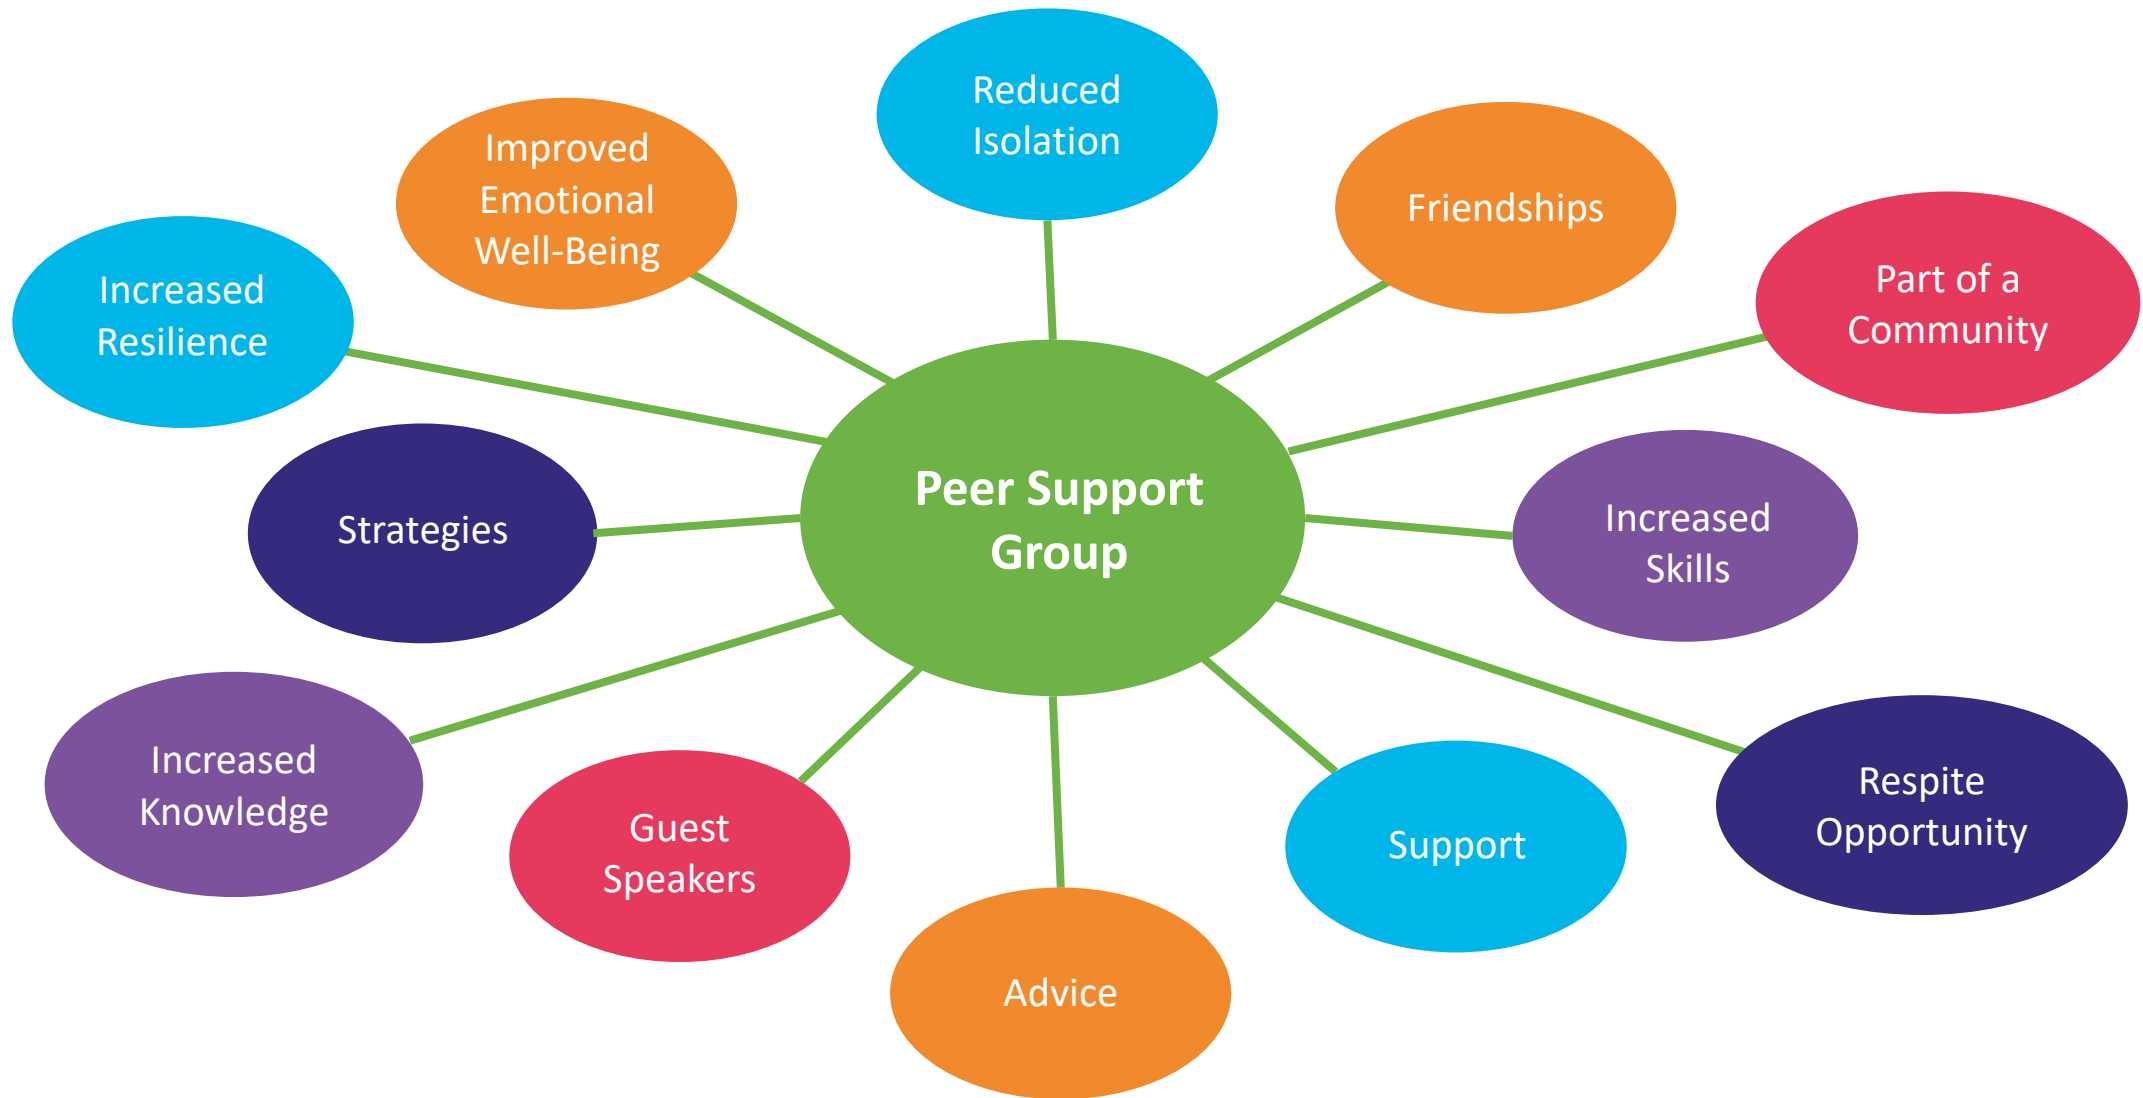 Reduced
Isolation
Improved
Emotional
Well-Being
Friendships
Increased
Resilience
Part of a
Community
Peer Support
Group
Strategies
Increased
Skills
Increased
Knowledge
Guest
Speakers
Advice
Support
Respite
Opportunity